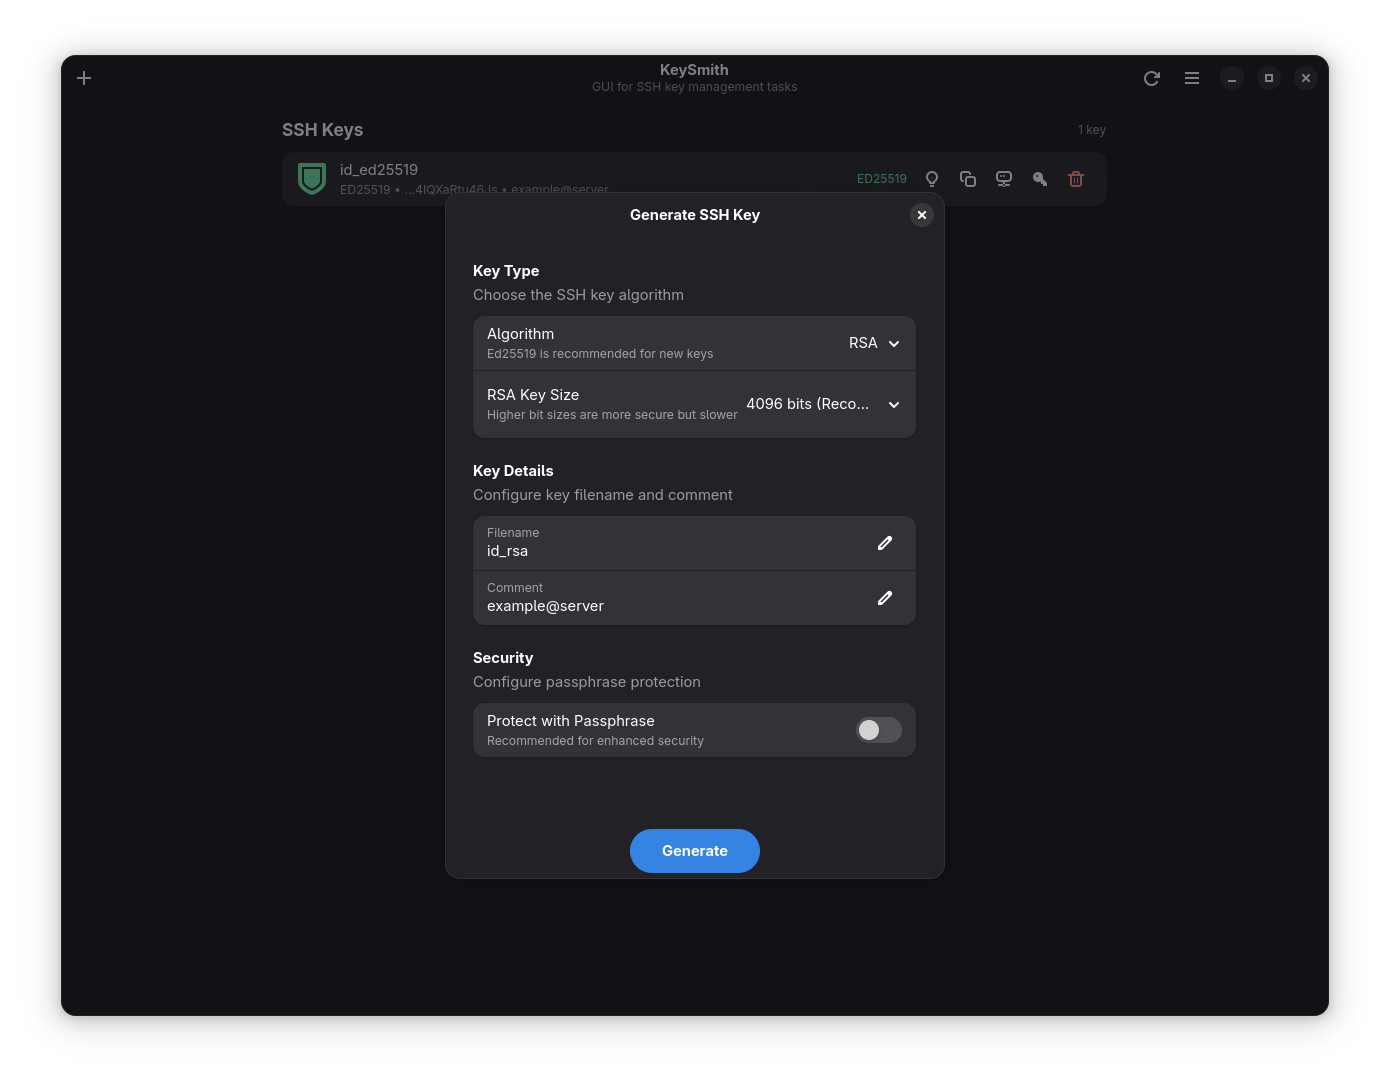 KeySmith
GUI for SSH key management tasks
SSH Keys
1 key
id_ed25519
ED25519 • ...4IQXaRtu46Js • example@server
ED25519
Generate SSH Key
Key Type
Choose the SSH key algorithm
Algorithm
Ed25519 is recommended for new keys
RSA
RSA Key Size
Higher bit sizes are more secure but slower
4096 bits (Reco...
Key Details
Configure key filename and comment
Filename
id_rsa
Comment
example@server
Security
Configure passphrase protection
Protect with Passphrase
Recommended for enhanced security
Generate